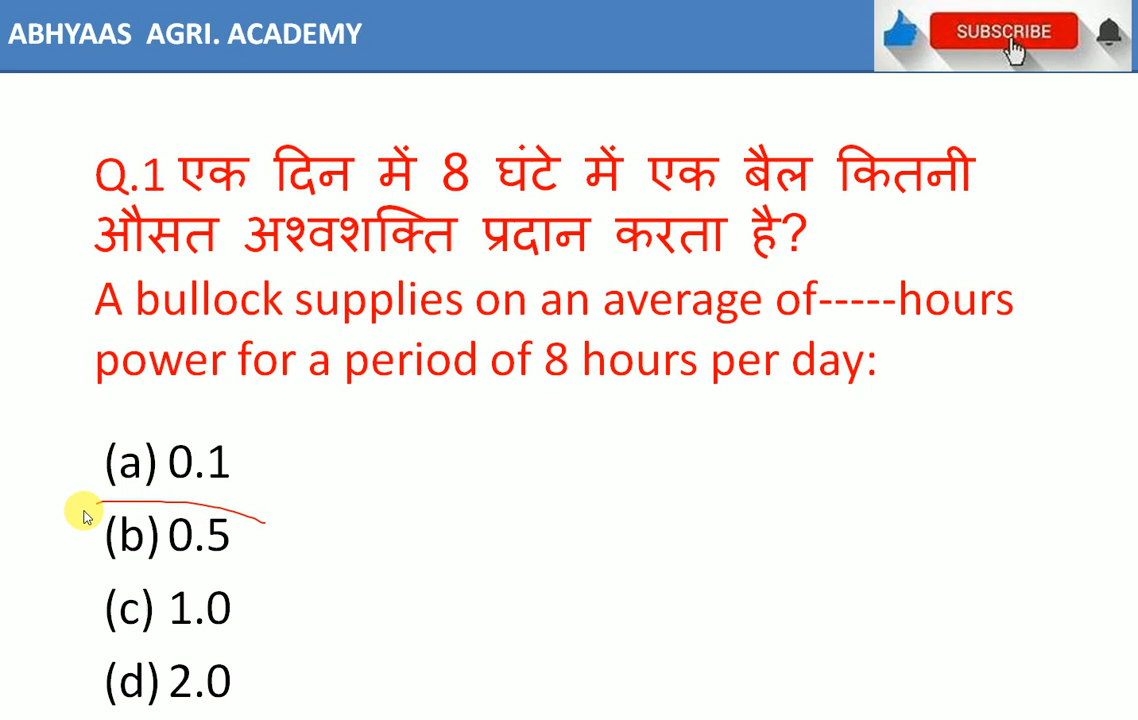 ABHYAAS AGRI. ACADEMY
SUBSCRIBE
Q.1 एक दिन में 8 घंटे में एक बैल कितनी
औसत अश्वशक्ति प्रदान करता है?
A bullock supplies on an average of-----hours
power for a period of 8 hours per day:
(a) 0.1
(b) 0.5
(c) 1.0
(d) 2.0